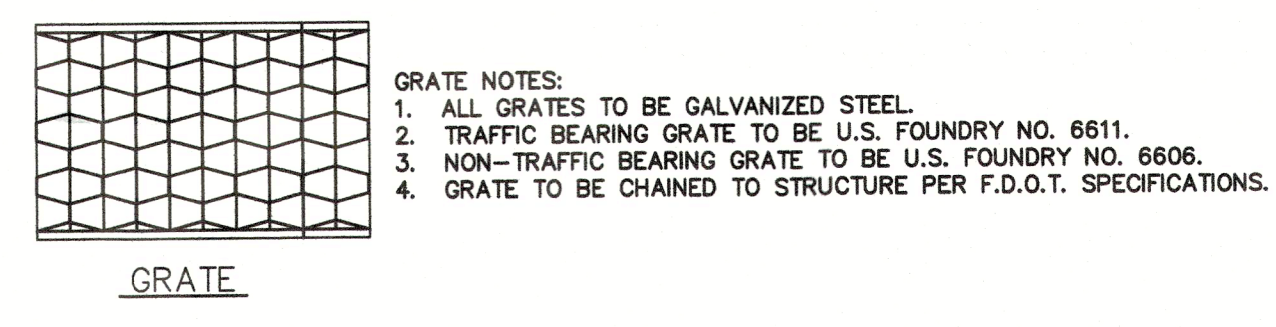 GRATE NOTES:
1. ALL GRATES TO BE GALVANIZED STEEL.
2. TRAFFIC BEARING GRATE TO BE U.S. FOUNDRY NO. 6611.
3. NON-TRAFFIC BEARING GRATE TO BE U.S. FOUNDRY NO. 6606.
4. GRATE TO BE CHAINED TO STRUCTURE PER F.D.O.T. SPECIFICATIONS.
GRATE